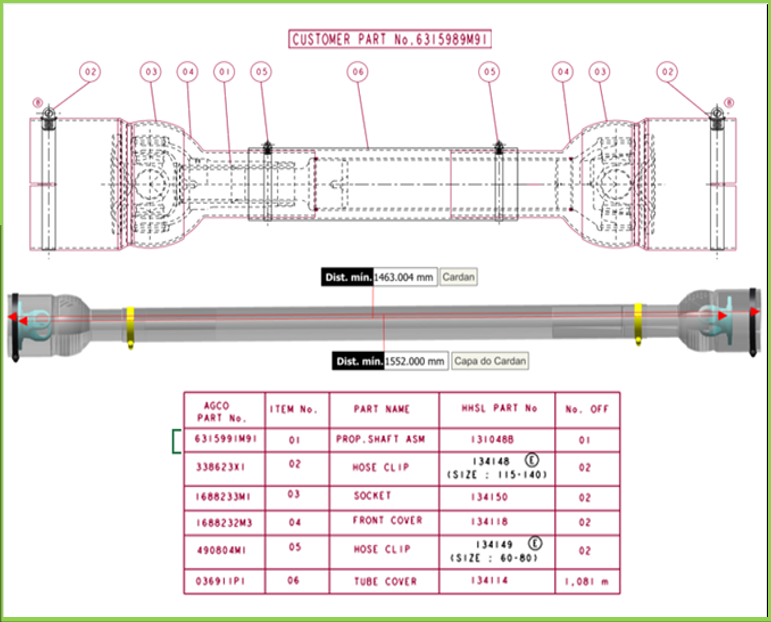 CUSTOMER PART No.6315989M91
02 03 04 01 05 06 05 04 03 02
B B
Dist. mín. 1463.004 mm Cardan
Dist. mín. 1552.000 mm Capa do Cardan
AGCO PART No. ITEM No. PART NAME HHSL PART No No. OFF
6315991M91 01 PROP.SHAFT ASM 131048B 01
338623X1 02 HOSE CLIP 134148 E (SIZE : 115-140) 02
1688233M1 03 SOCKET 134150 02
1688232M3 04 FRONT COVER 134118 02
490804M1 05 HOSE CLIP 134149 E (SIZE : 60-80) 02
036911P1 06 TUBE COVER 134114 1,081 m